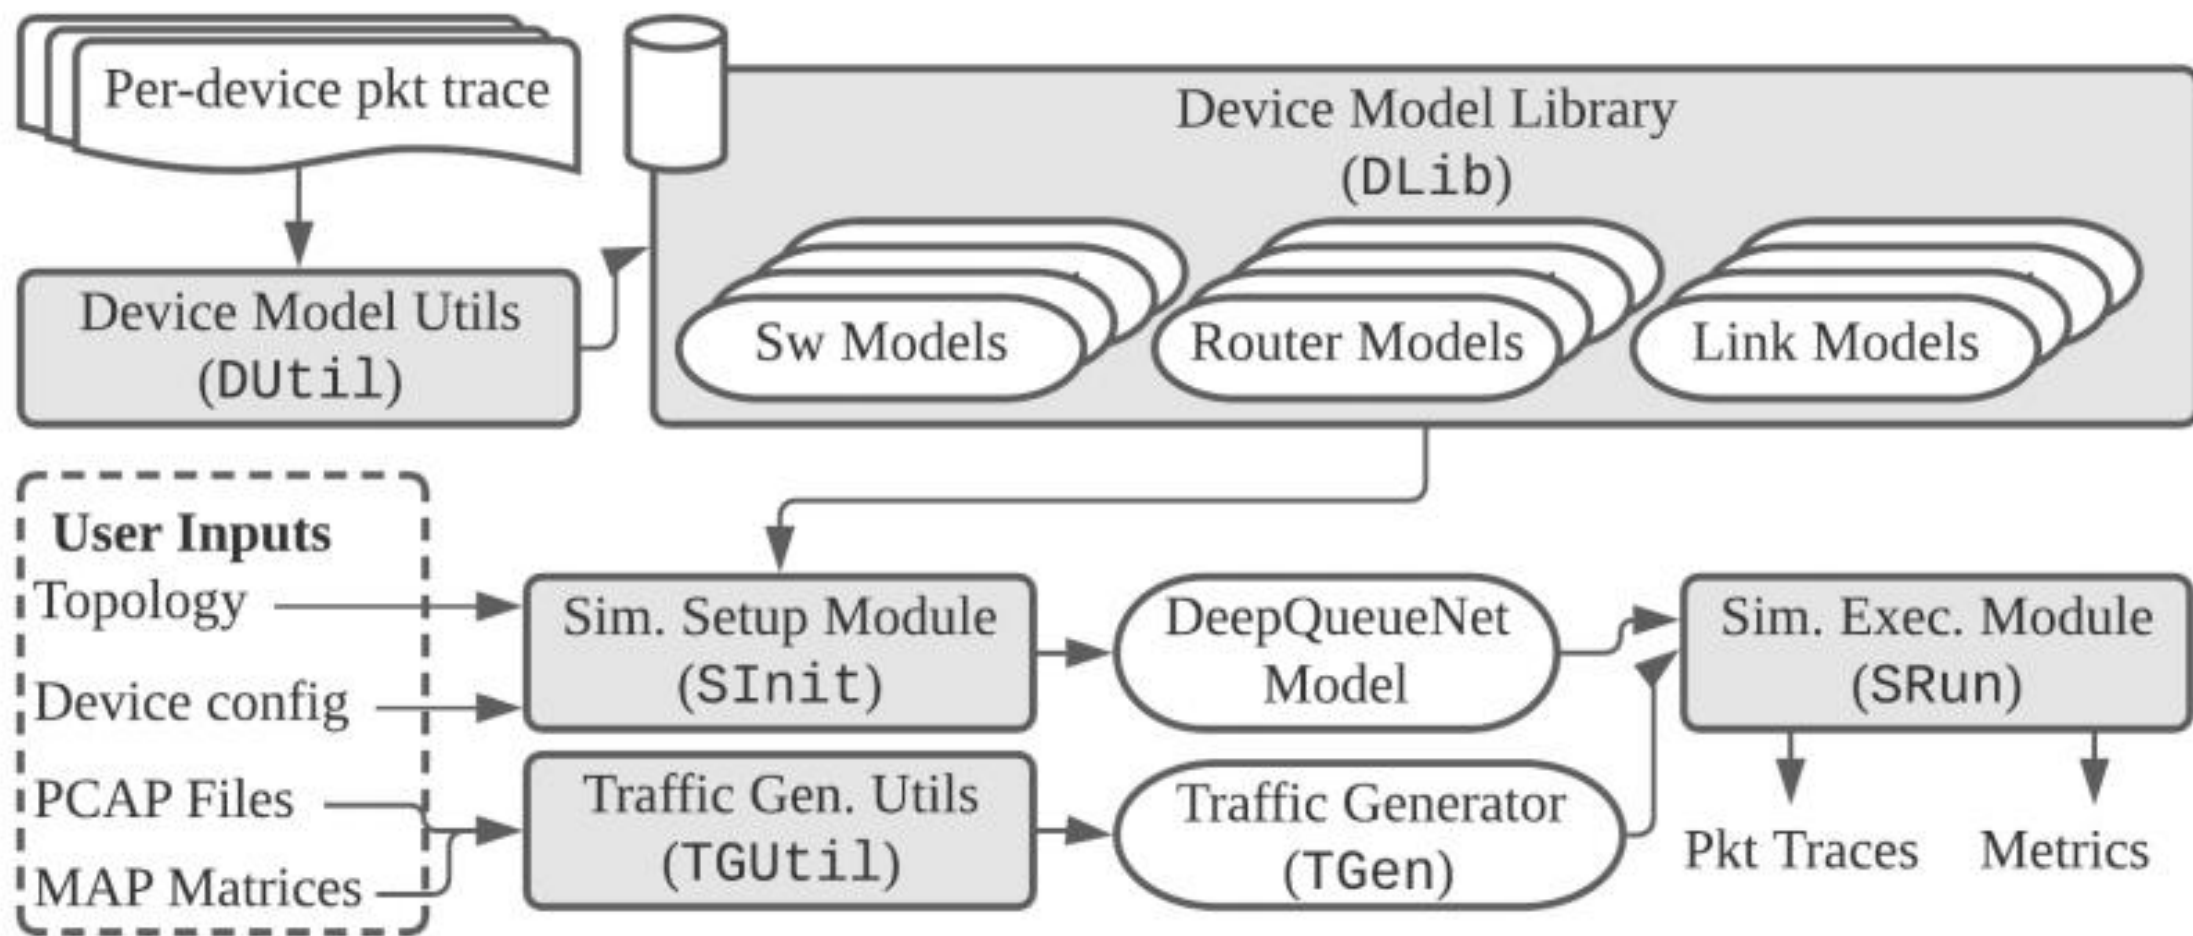 Per-device pkt trace
Device Model Library
(DLib)
Device Model Utils
(DUtil)
Sw Models
Router Models
Link Models
User Inputs
Topology
Device config
PCAP Files
MAP Matrices
Sim. Setup Module
(SInit)
DeepQueueNet
Model
Sim. Exec. Module
(SRun)
Traffic Gen. Utils
(TGUtil)
Traffic Generator
(TGen)
Pkt Traces
Metrics